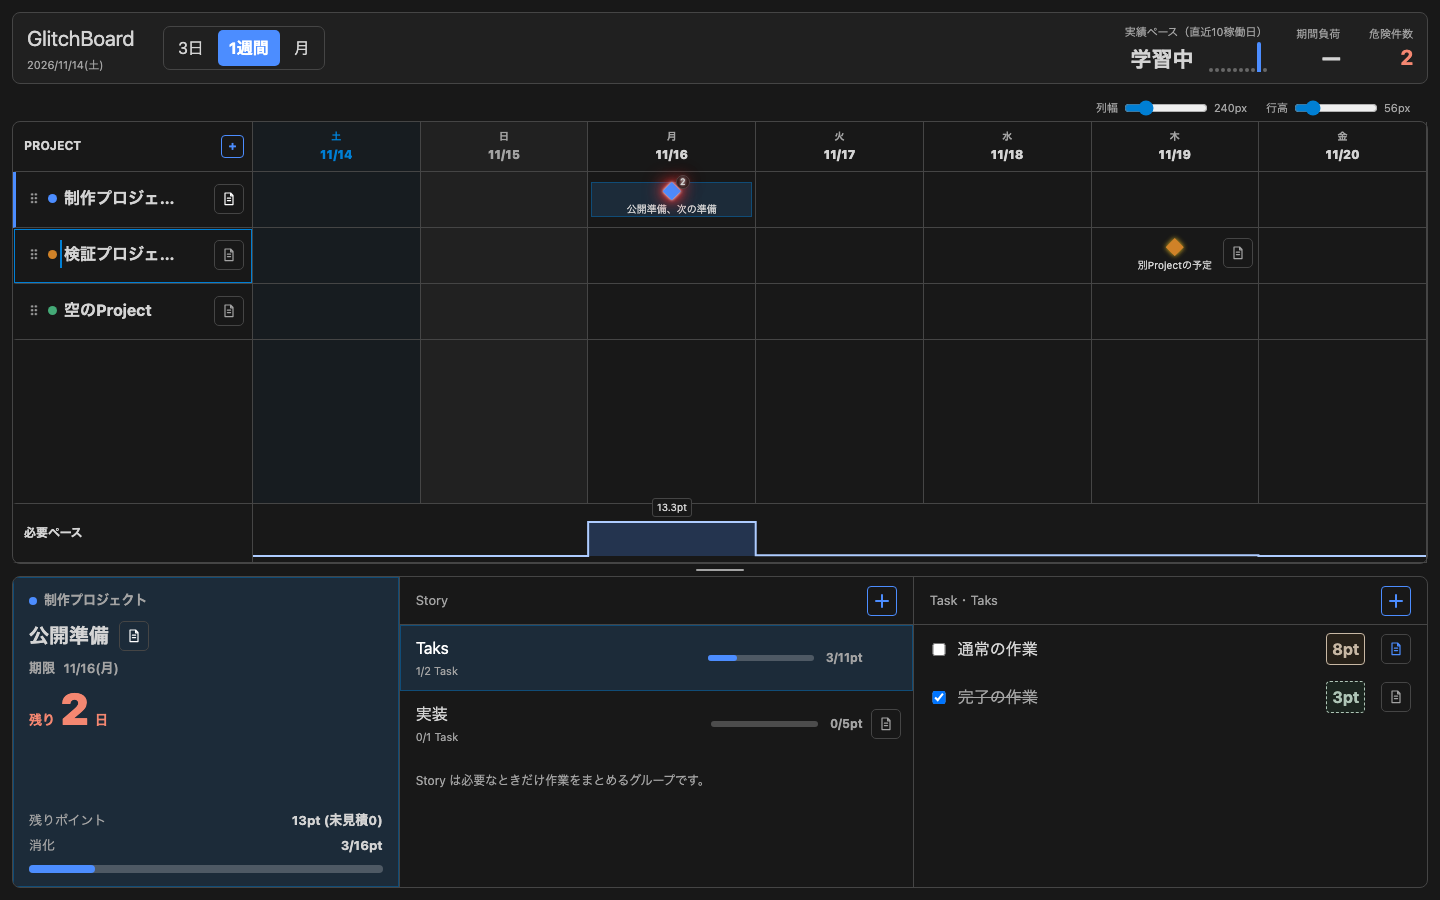 GlitchBoard
2026/11/14(土)
3日 1週間 月
実績ペース（直近10稼働日）
学習中
期間負荷
—
危険件数
2
列幅 240px 行高 56px
PROJECT +
土 11/14
日 11/15
月 11/16
火 11/17
水 11/18
木 11/19
金 11/20
制作プロジェ...
2
公開準備、次の準備
検証プロジェ...
別Projectの予定
空のProject
必要ペース
13.3pt
制作プロジェクト
公開準備
期限 11/16(月)
残り 2 日
残りポイント 13pt (未見積0)
消化 3/16pt
Story +
Taks
1/2 Task
3/11pt
実装
0/1 Task
0/5pt
Story は必要なときだけ作業をまとめるグループです。
Task・Taks +
通常の作業 8pt
完了の作業 3pt